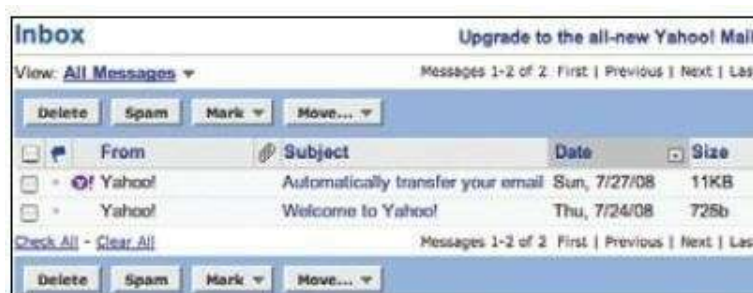 Inbox Upgrade to the all-new Yahoo! Mail
View: All Messages Messages 1-2 of 2 First | Previous | Next | Las
Delete Spam Mark Move...
From Subject Date Size
Y! Yahoo! Automatically transfer your email Sun, 7/27/08 11KB
Yahoo! Welcome to Yahoo! Thu, 7/24/08 725b
Check All - Clear All Messages 1-2 of 2 First | Previous | Next | Las
Delete Spam Mark Move...